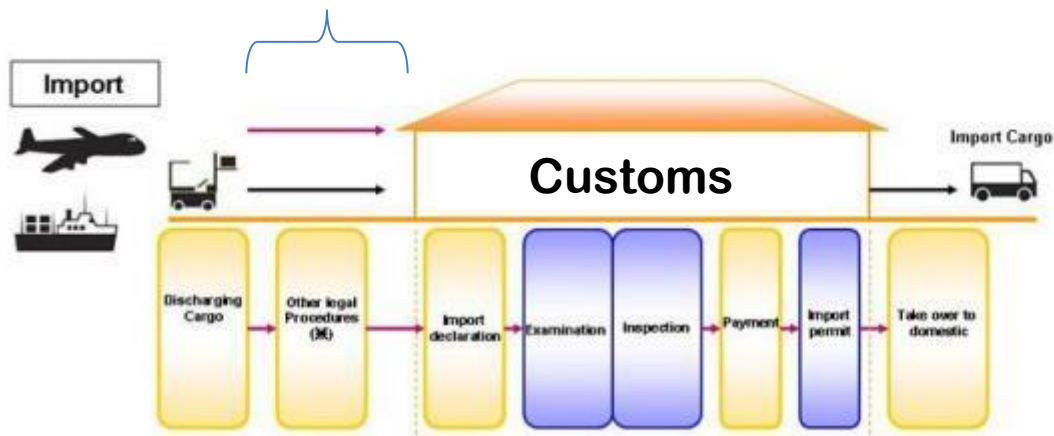 Import
Import Cargo
Customs
Discharging
Cargo
Other legal
Procedures
(※)
Import
declaration
Examination
Inspection
Payment
Import
permit
Take over to
domestic